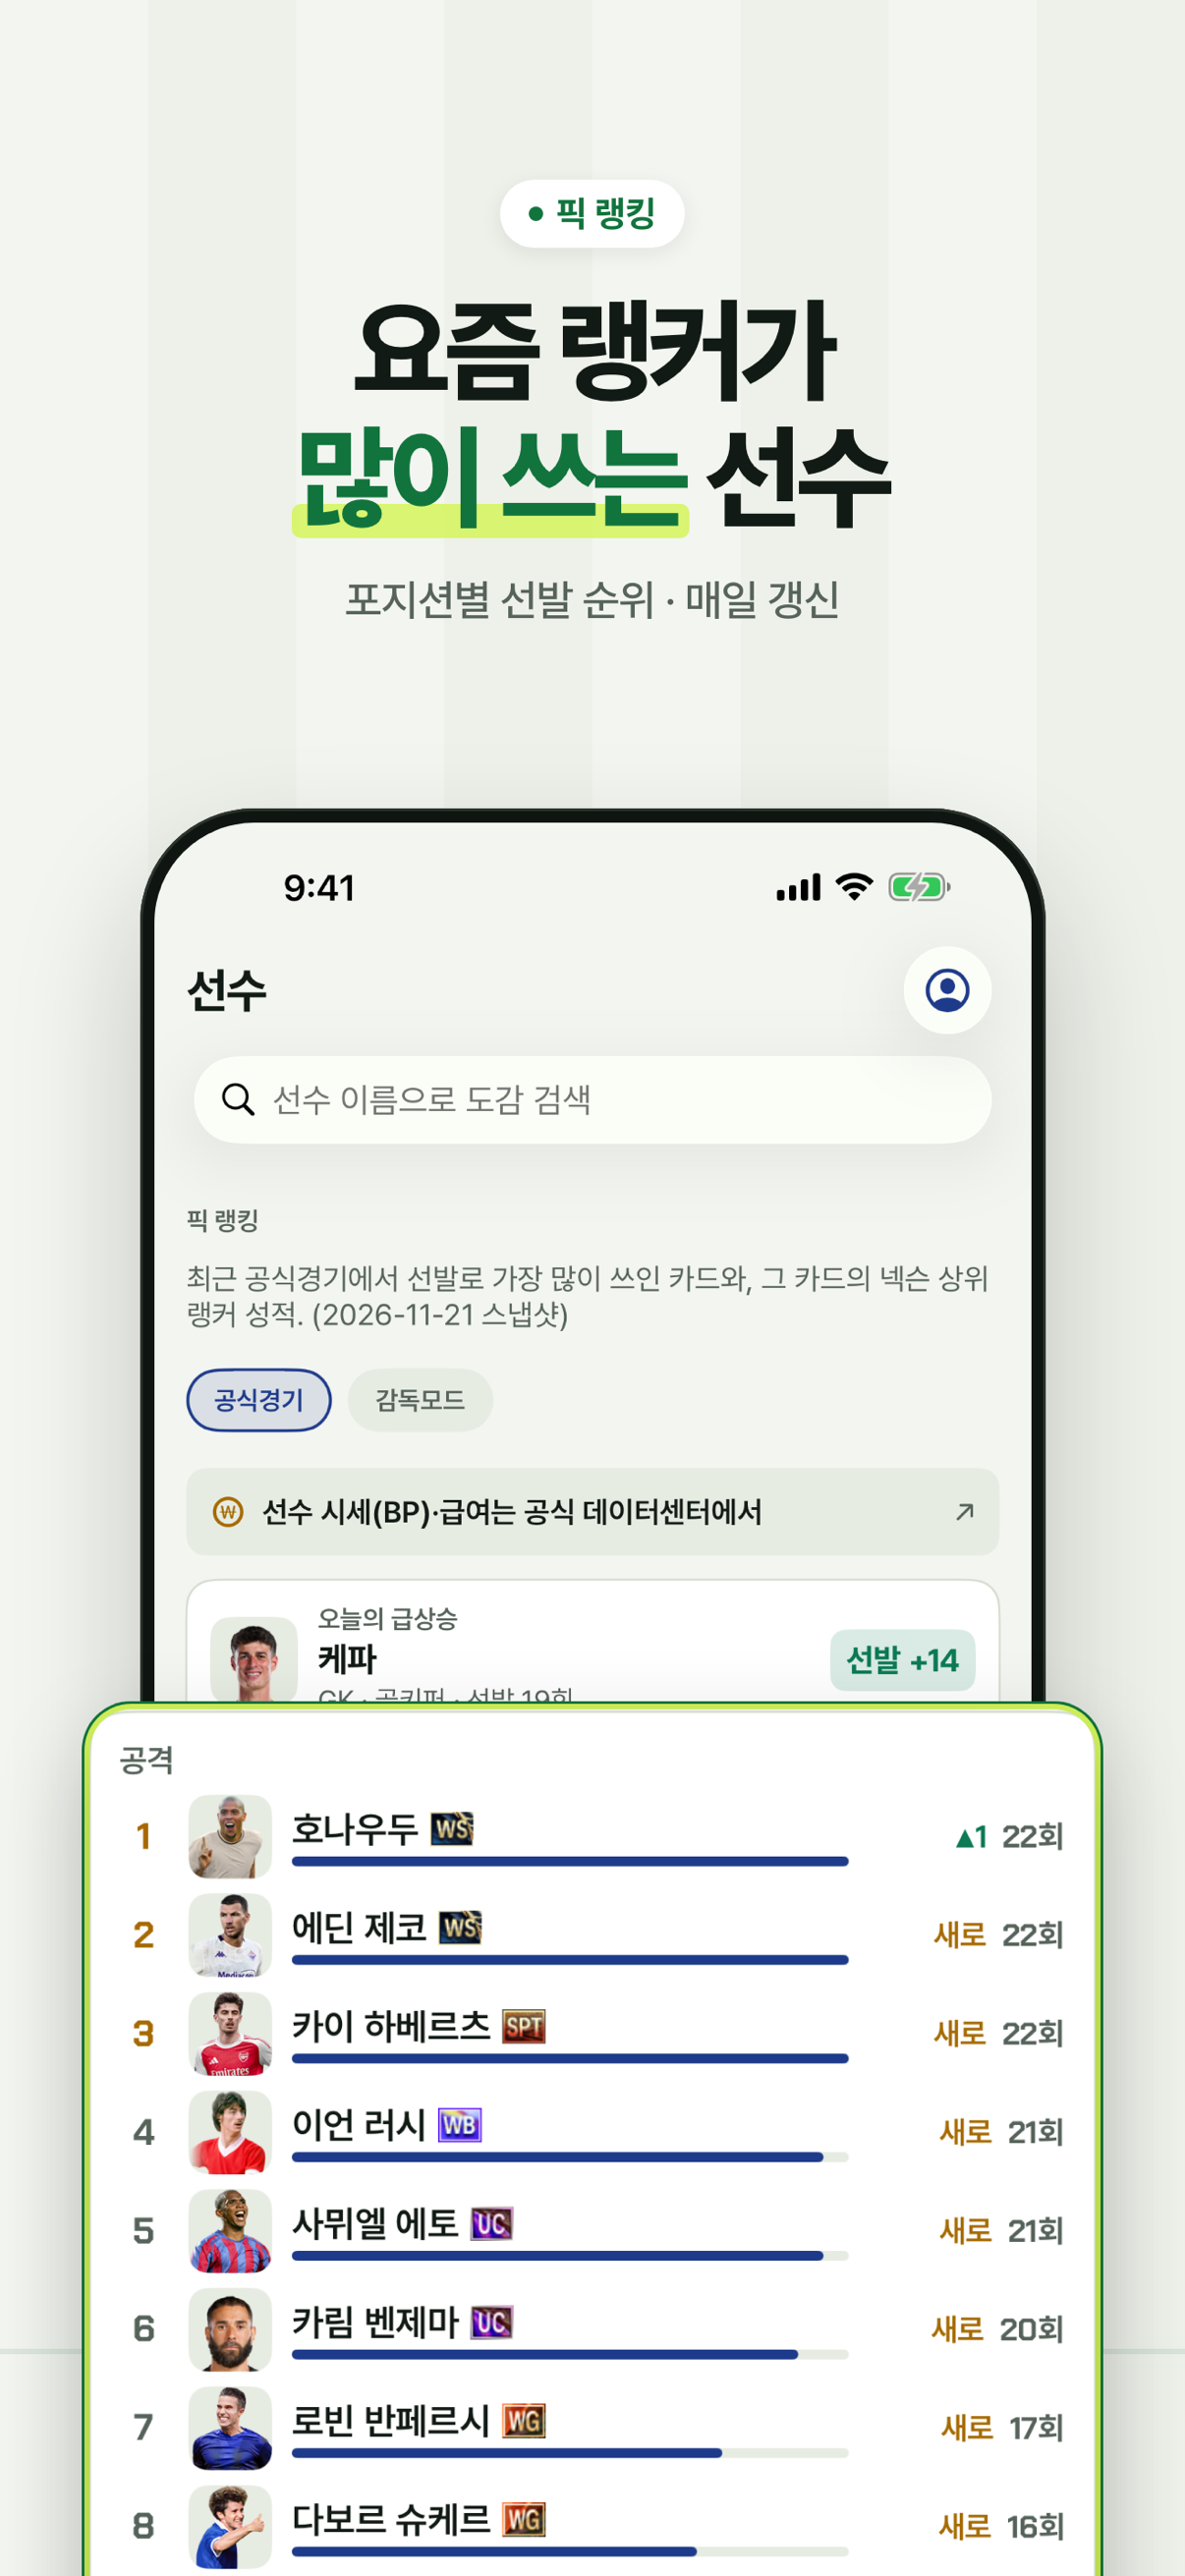 픽 랭킹
요즘 랭커가
많이 쓰는 선수
포지션별 선발 순위 · 매일 갱신
9:41
선수
선수 이름으로 도감 검색
픽 랭킹
최근 공식경기에서 선발로 가장 많이 쓰인 카드와, 그 카드의 넥슨 상위
랭커 성적. (2026-11-21 스냅샷)
공식경기 감독모드
₩ 선수 시세(BP)·급여는 공식 데이터센터에서
오늘의 급상승
케파
선발 +14
GK · 골키퍼 · 선발 19회
공격
1 호나우두 WS ▲1 22회
2 에딘 제코 WS 새로 22회
3 카이 하베르츠 SPT 새로 22회
4 이언 러시 WB 새로 21회
5 사뮈엘 에토 UC 새로 21회
6 카림 벤제마 UC 새로 20회
7 로빈 반페르시 WG 새로 17회
8 다보르 슈케르 WG 새로 16회